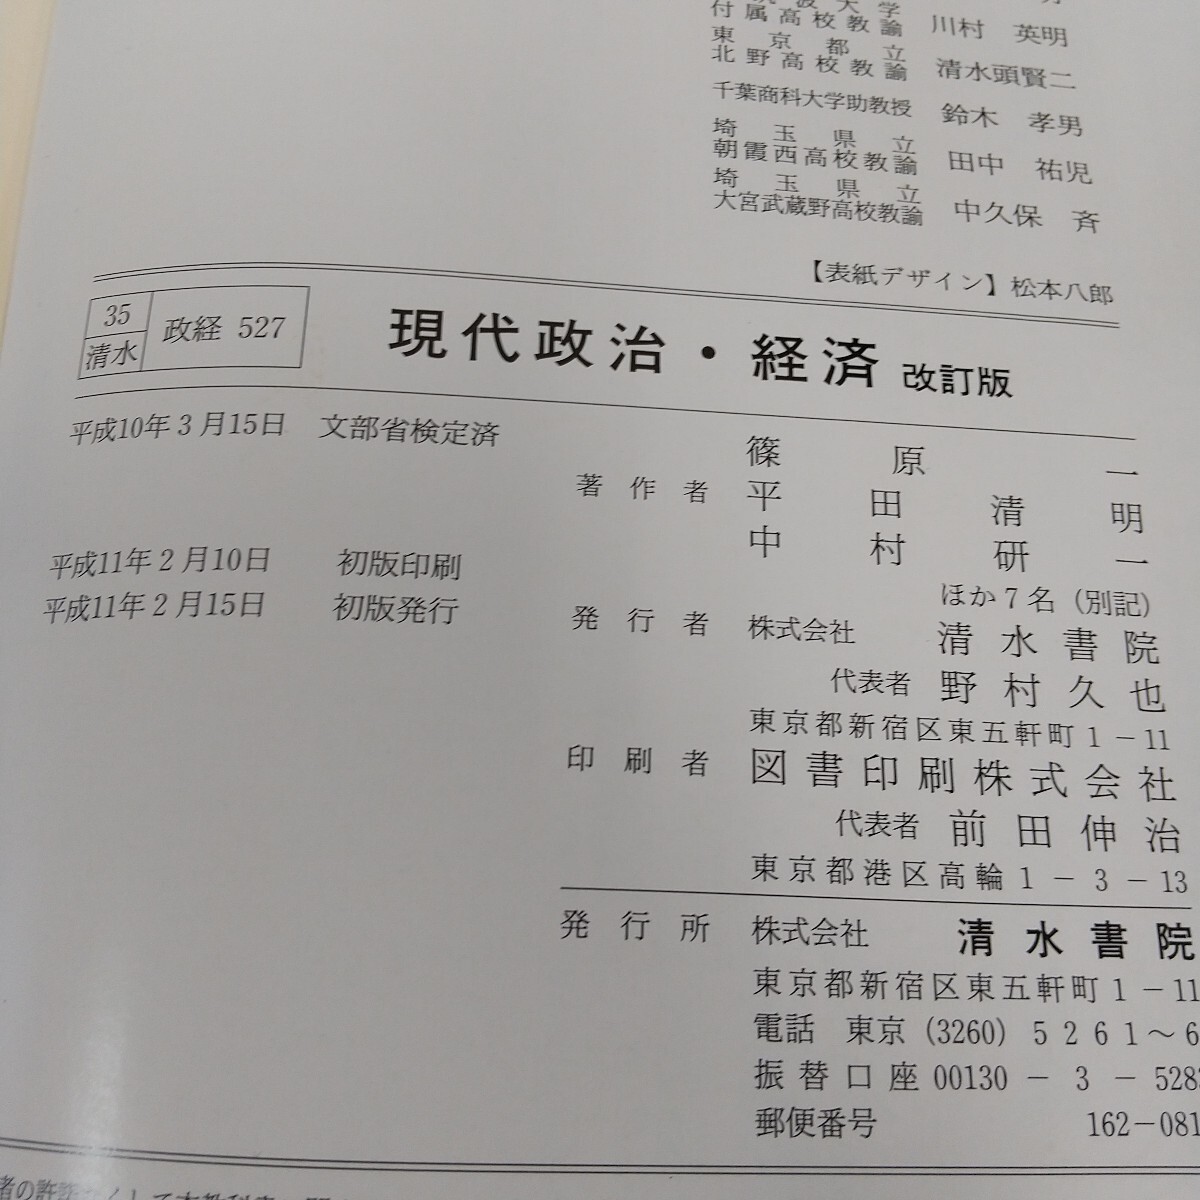 波大学
付属高校教諭 川村 英明
東京都立
北野高校教諭 清水頭賢二
千葉商科大学助教授 鈴木 孝男
埼玉県立
朝霞西高校教諭 田中 祐児
埼玉県立
大宮武蔵野高校教諭 中久保 斉
【表紙デザイン】松本八郎
35
清水
政経 527
現代政治・経済 改訂版
平成10年3月15日 文部省検定済
平成11年2月10日 初版印刷
平成11年2月15日 初版発行
著作者
篠原一
平田清明
中村研一
ほか7名(別記)
発行者 株式会社 清水書院
代表者 野村久也
東京都新宿区東五軒町1-11
印刷者 図書印刷株式会社
代表者 前田伸治
東京都港区高輪1-3-13
発行所 株式会社 清水書院
東京都新宿区東五軒町1-11
電話 東京(3260)5261~6
振替口座00130-3-528
郵便番号 162-081